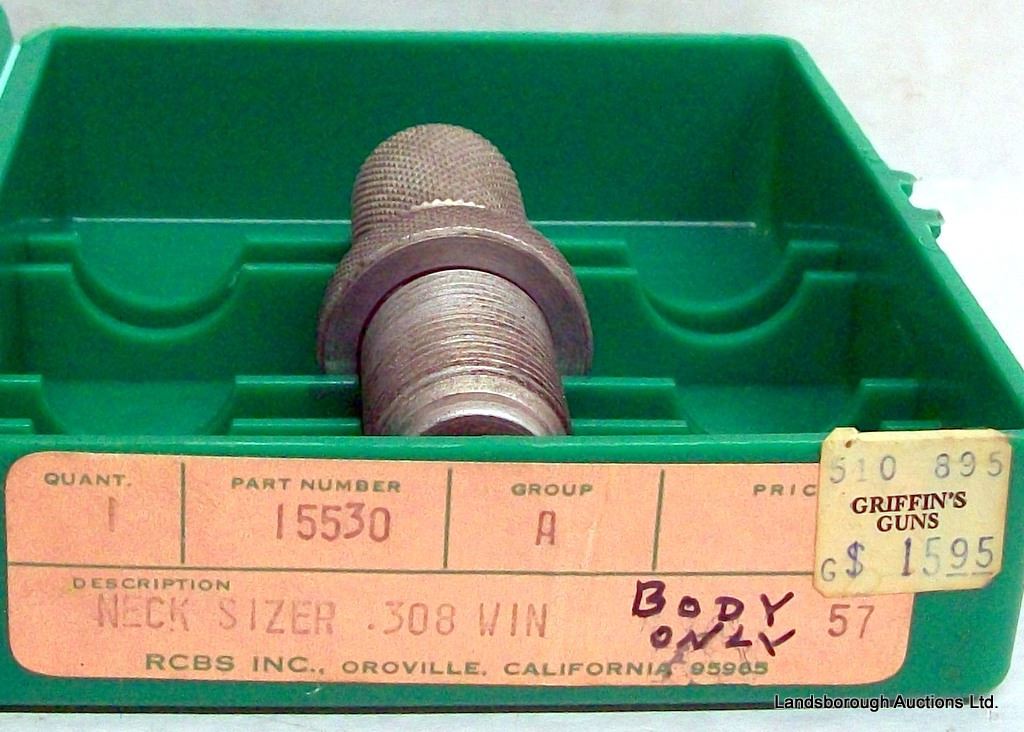 QUANT. PART NUMBER GROUP PRIC
1 15530 A
510 895
GRIFFIN'S
GUNS
G$ 1595
DESCRIPTION
NECK SIZER .308 WIN
BODY
ONLY
57
RCBS INC., OROVILLE, CALIFORNIA 95965
Landsborough Auctions Ltd.